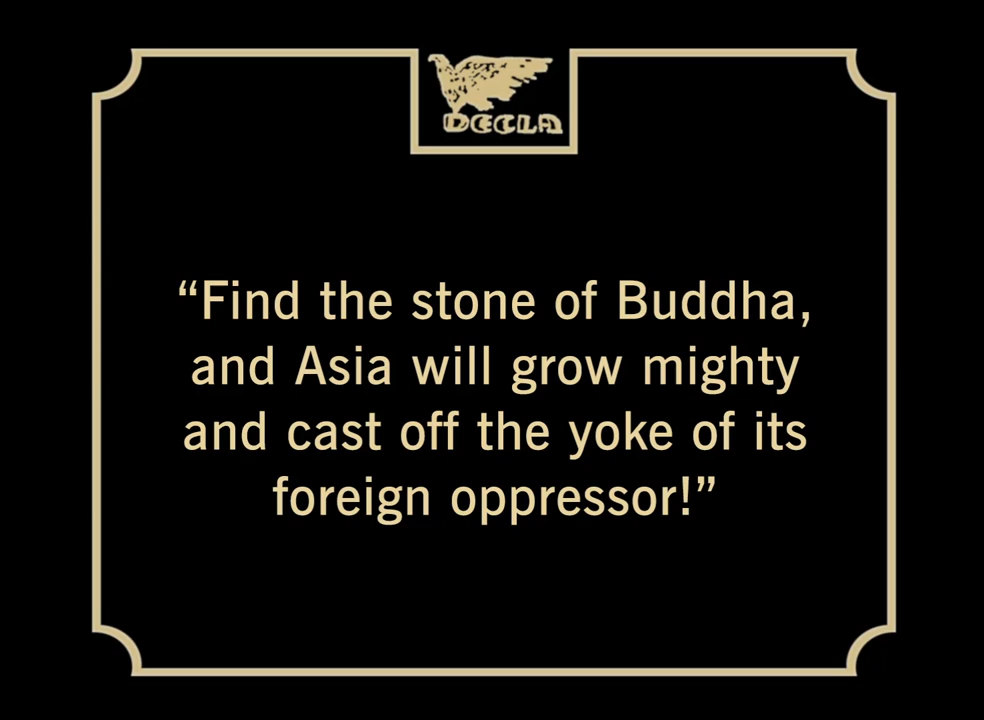 DECLA
“Find the stone of Buddha,
and Asia will grow mighty
and cast off the yoke of its
foreign oppressor!”